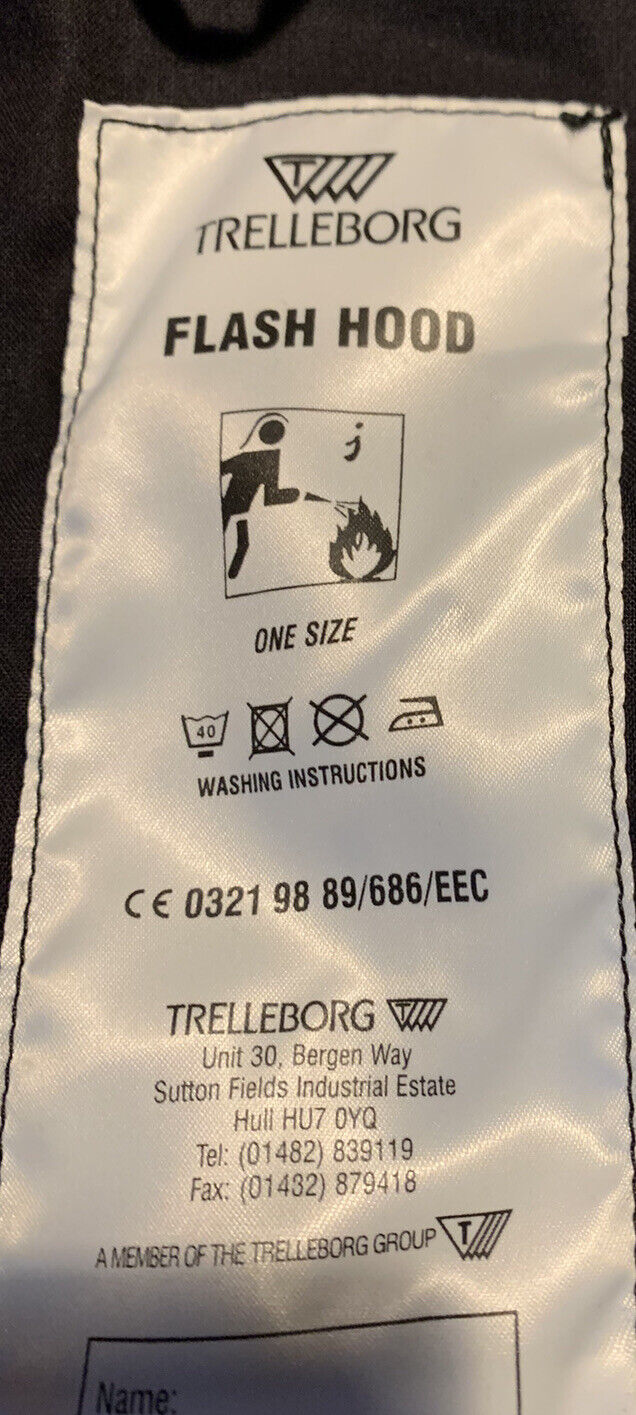 T
TRELLEBORG
FLASH HOOD
ONE SIZE
40
WASHING INSTRUCTIONS
CE 0321 98 89/686/EEC
TRELLEBORG T
Unit 30, Bergen Way
Sutton Fields Industrial Estate
Hull HU7 0YQ
Tel: (01482) 839119
Fax: (01432) 879418
A MEMBER OF THE TRELLEBORG GROUP T
Name: